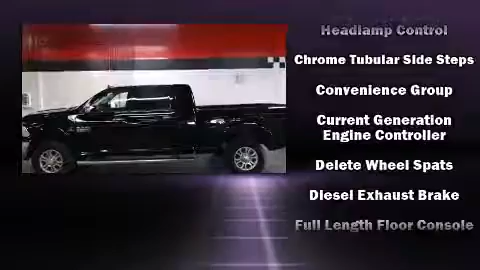 Headlamp Control
Chrome Tubular Side Steps
Convenience Group
Current Generation
Engine Controller
Delete Wheel Spats
Diesel Exhaust Brake
Full Length Floor Console